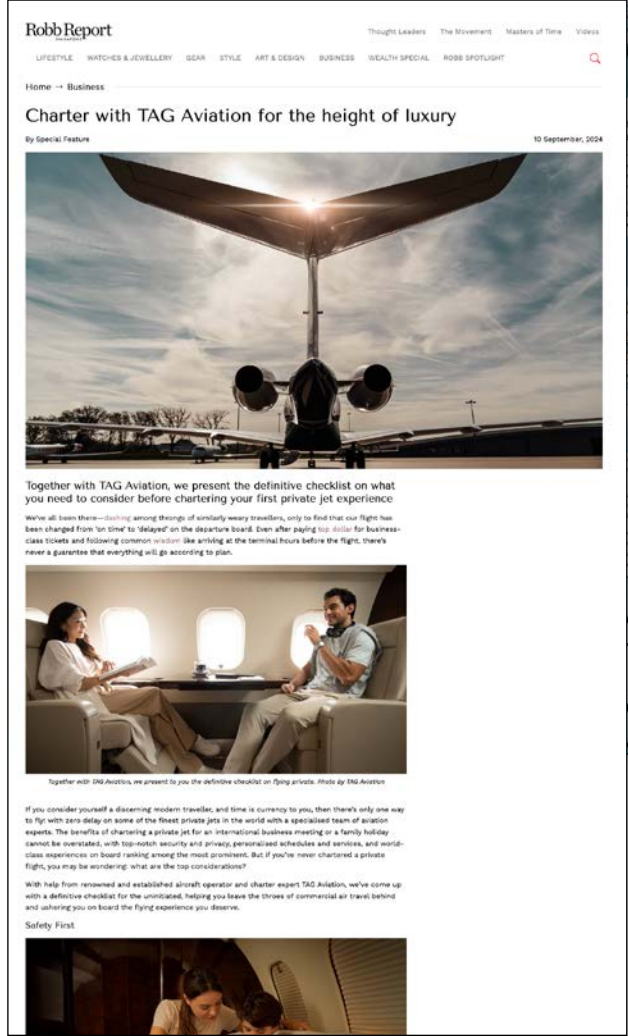 Robb Report
Thought Leaders The Movement Masters of Time Videos
LIFESTYLE WATCHES & JEWELLERY GEAR STYLE ART & DESIGN BUSINESS WEALTH SPECIAL ROBB SPOTLIGHT
Home → Business
Charter with TAG Aviation for the height of luxury
By Special Feature 10 September, 2024
Together with TAG Aviation, we present the definitive checklist on what
you need to consider before chartering your first private jet experience
We've all been there—dashing among throngs of similarly weary travellers, only to find that our flight has
been changed from 'on time' to 'delayed' on the departure board. Even after paying top dollar for business-
class tickets and following common wisdom like arriving at the terminal hours before the flight, there's
never a guarantee that everything will go according to plan.
Together with TAG Aviation, we present to you the definitive checklist on flying private. Photo by TAG Aviation
If you consider yourself a discerning modern traveller, and time is currency to you, then there's only one way
to fly: with zero delay on some of the finest private jets in the world with a specialised team of aviation
experts. The benefits of chartering a private jet for an international business meeting or a family holiday
cannot be overstated, with top-notch security and privacy, personalised schedules and services, and world-
class experiences on board ranking among the most prominent. But if you've never chartered a private
flight, you may be wondering: what are the top considerations?
With help from renowned and established aircraft operator and charter expert TAG Aviation, we've come up
with a definitive checklist for the uninitiated, helping you leave the throes of commercial air travel behind
and ushering you on board the flying experience you deserve.
Safety First